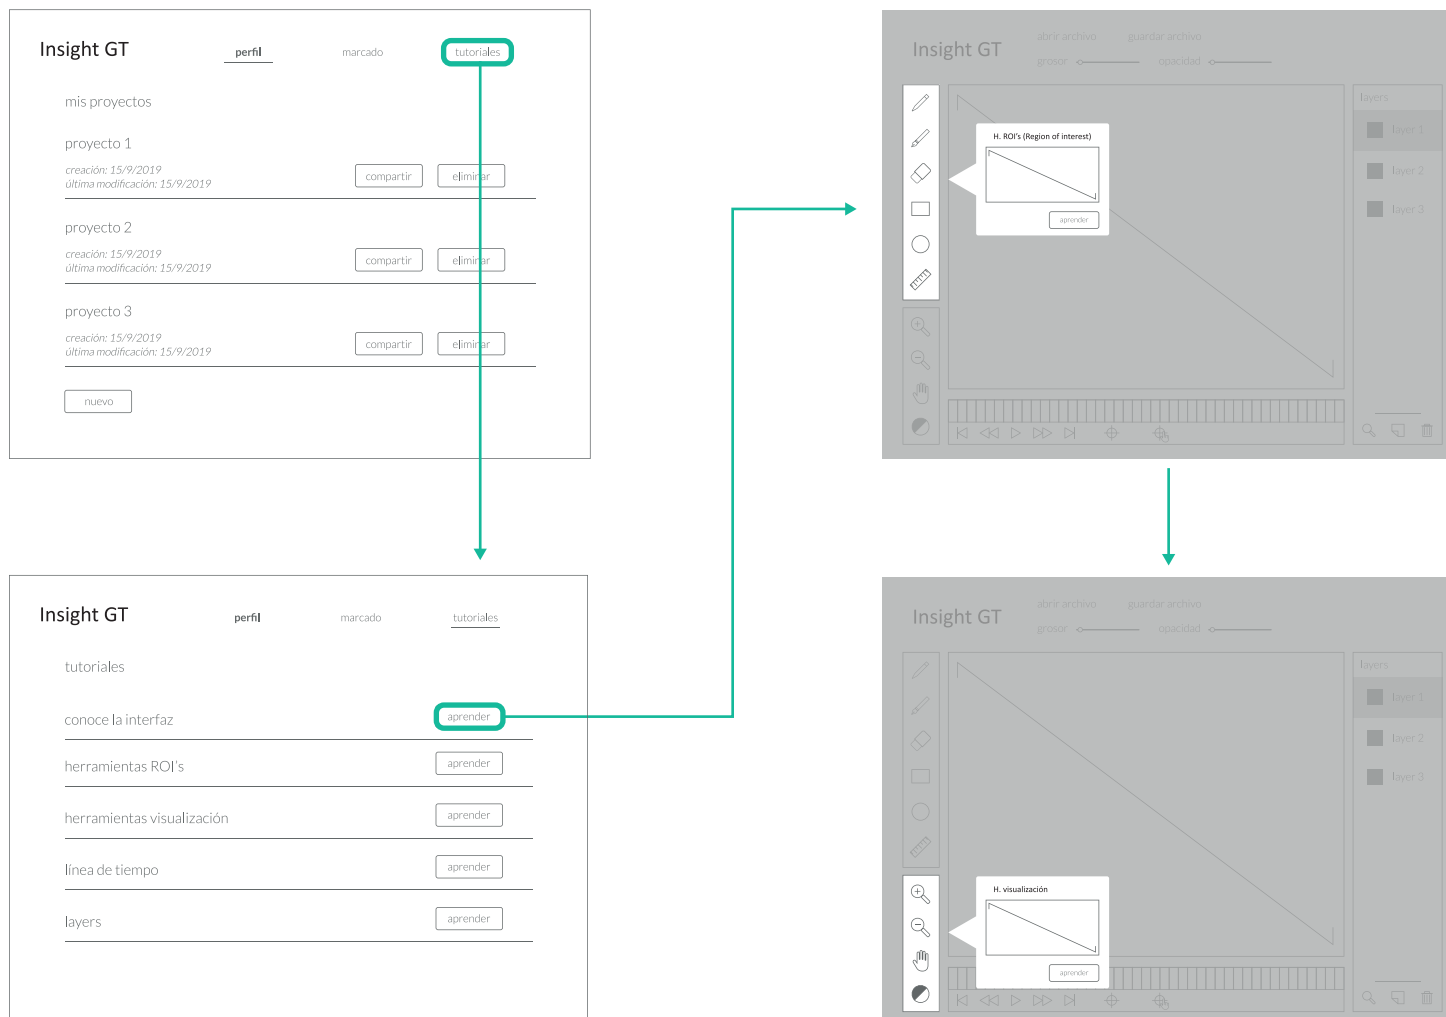 Insight GT
perfil
marcado
tutoriales
mis proyectos
proyecto 1
creación: 15/9/2019
última modificación: 15/9/2019
compartir
eliminar
proyecto 2
creación: 15/9/2019
última modificación: 15/9/2019
compartir
eliminar
proyecto 3
creación: 15/9/2019
última modificación: 15/9/2019
compartir
eliminar
nuevo
Insight GT
abrir archivo
guardar archivo
grosor
opacidad
layers
layer 1
layer 2
layer 3
H. ROI's (Region of interest)
aprender
Insight GT
perfil
marcado
tutoriales
tutoriales
conoce la interfaz
aprender
herramientas ROI's
aprender
herramientas visualización
aprender
línea de tiempo
aprender
layers
aprender
Insight GT
abrir archivo
guardar archivo
grosor
opacidad
layers
layer 1
layer 2
layer 3
H. visualización
aprender